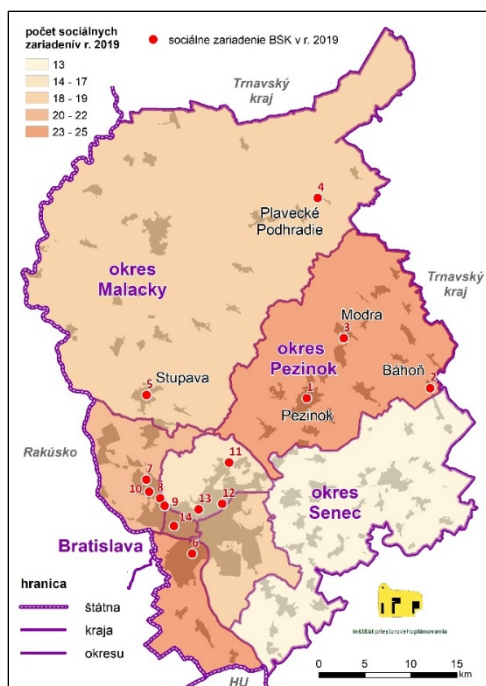 počet sociálnych
zariadenív r. 2019
13
14 - 17
18 - 19
20 - 22
23 - 25
sociálne zariadenie BSK v r. 2019
Trnavský
kraj
4
Plavecké
Podhradie
okres
Malacky
Trnavský
kraj
Modra
3
okres
Pezinok
Báhoň
2
1
Pezinok
5
Stupava
Rakúsko
11
7
10
8
9
13
12
14
6
okres
Senec
Bratislava
hranica
štátna
kraja
okresu
HU
inštitút priestorového plánovania
0
5
10
15
km